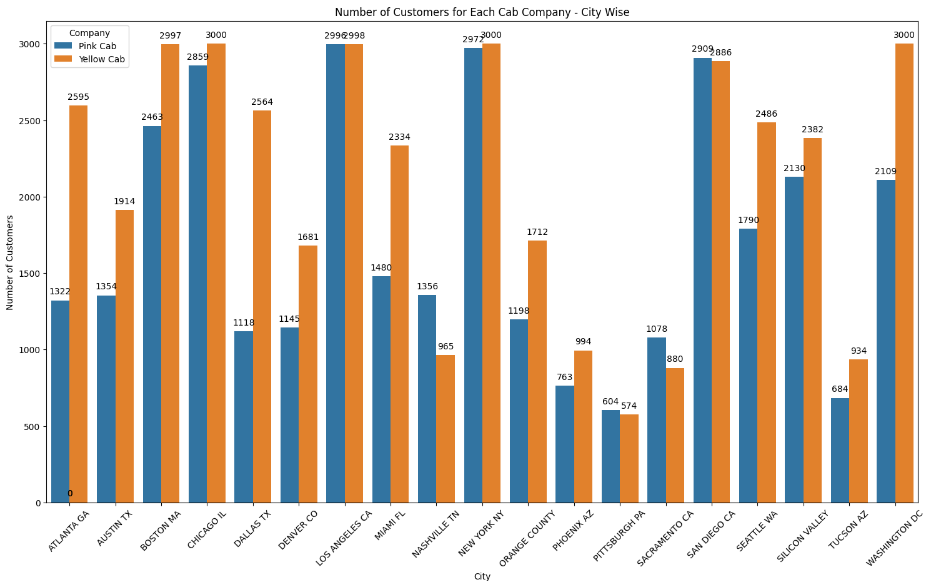 Number of Customers for Each Cab Company - City Wise
Company
Pink Cab
Yellow Cab
Number of Customers
3000
2500
2000
1500
1000
500
0
1322
2595
0
1354
1914
2463
2997
2859
3000
1118
2564
1145
1681
2996
2998
1480
2334
1356
965
2972
3000
1198
1712
763
994
604
574
1078
880
2909
2886
1790
2486
2130
2382
684
934
2109
3000
ATLANTA GA
AUSTIN TX
BOSTON MA
CHICAGO IL
DALLAS TX
DENVER CO
LOS ANGELES CA
MIAMI FL
NASHVILLE TN
NEW YORK NY
ORANGE COUNTY
PHOENIX AZ
PITTSBURGH PA
SACRAMENTO CA
SAN DIEGO CA
SEATTLE WA
SILICON VALLEY
TUCSON AZ
WASHINGTON DC
City